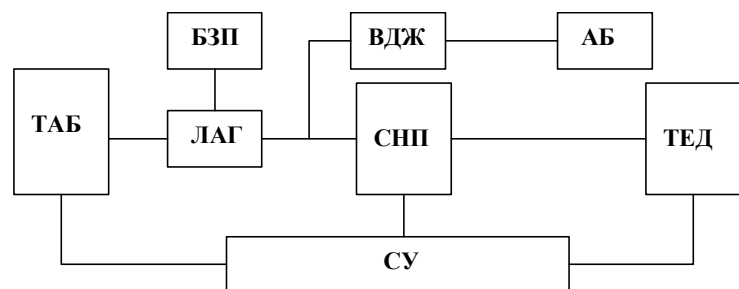 БЗП
ВДЖ
АБ
ТАБ
ЛАГ
СНП
ТЕД
СУ